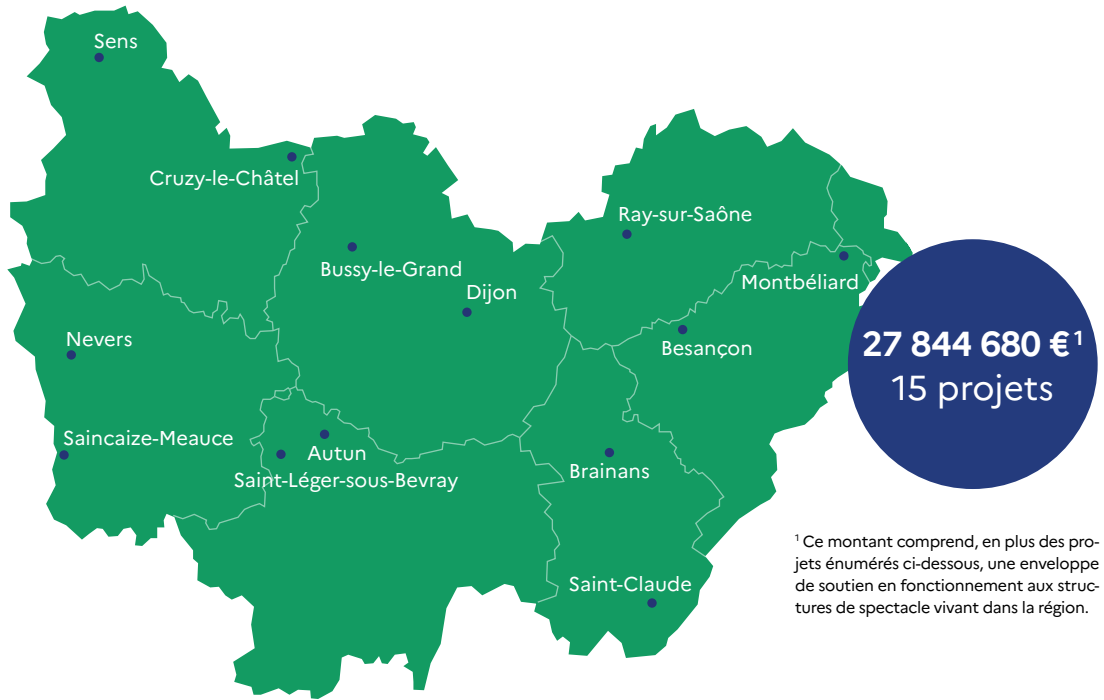 Sens
Cruzy-le-Châtel
Ray-sur-Saône
Bussy-le-Grand
Montbéliard
Dijon
Nevers
Besançon
27 844 680 €¹
15 projets
Saincaize-Meauce
Autun
Saint-Léger-sous-Bevray
Brainans
Saint-Claude
¹ Ce montant comprend, en plus des pro-
jets énumérés ci-dessous, une enveloppe
de soutien en fonctionnement aux struc-
tures de spectacle vivant dans la région.